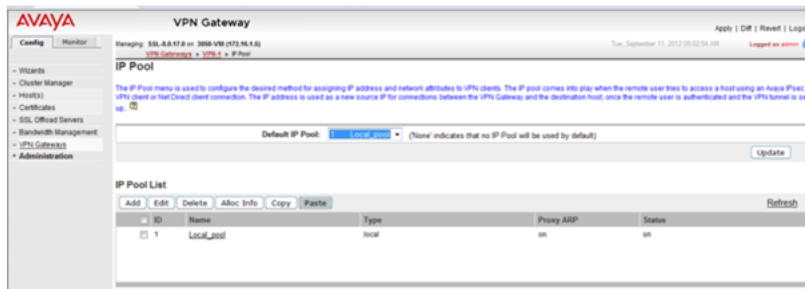 AVAYA
VPN Gateway
Apply | Diff | Revert | Logo
Config Monitor
Managing: SSL-8.0.17.0 on 3050-VM (172.16.1.5)
Tue, September 11, 2012 05:02:54 AM
Logged as admin
VPN Gateways » VPN-1 » IP Pool
IP Pool
Wizards
Cluster Manager
Host(s)
Certificates
SSL Offload Servers
Bandwidth Management
VPN Gateways
Administration
The IP Pool menu is used to configure the desired method for assigning IP address and network attributes to VPN clients. The IP pool comes into play when the remote user tries to access a host using an Avaya IPsec
VPN client or Net Direct client connection. The IP address is used as a new source IP for connections between the VPN Gateway and the destination host, once the remote user is authenticated and the VPN tunnel is se
up.
Default IP Pool: 1 Local_pool ('None' indicates that no IP Pool will be used by default)
Update
IP Pool List
Add Edit Delete Alloc Info Copy Paste
Refresh
ID Name Type Proxy ARP Status
1 Local_pool local on on